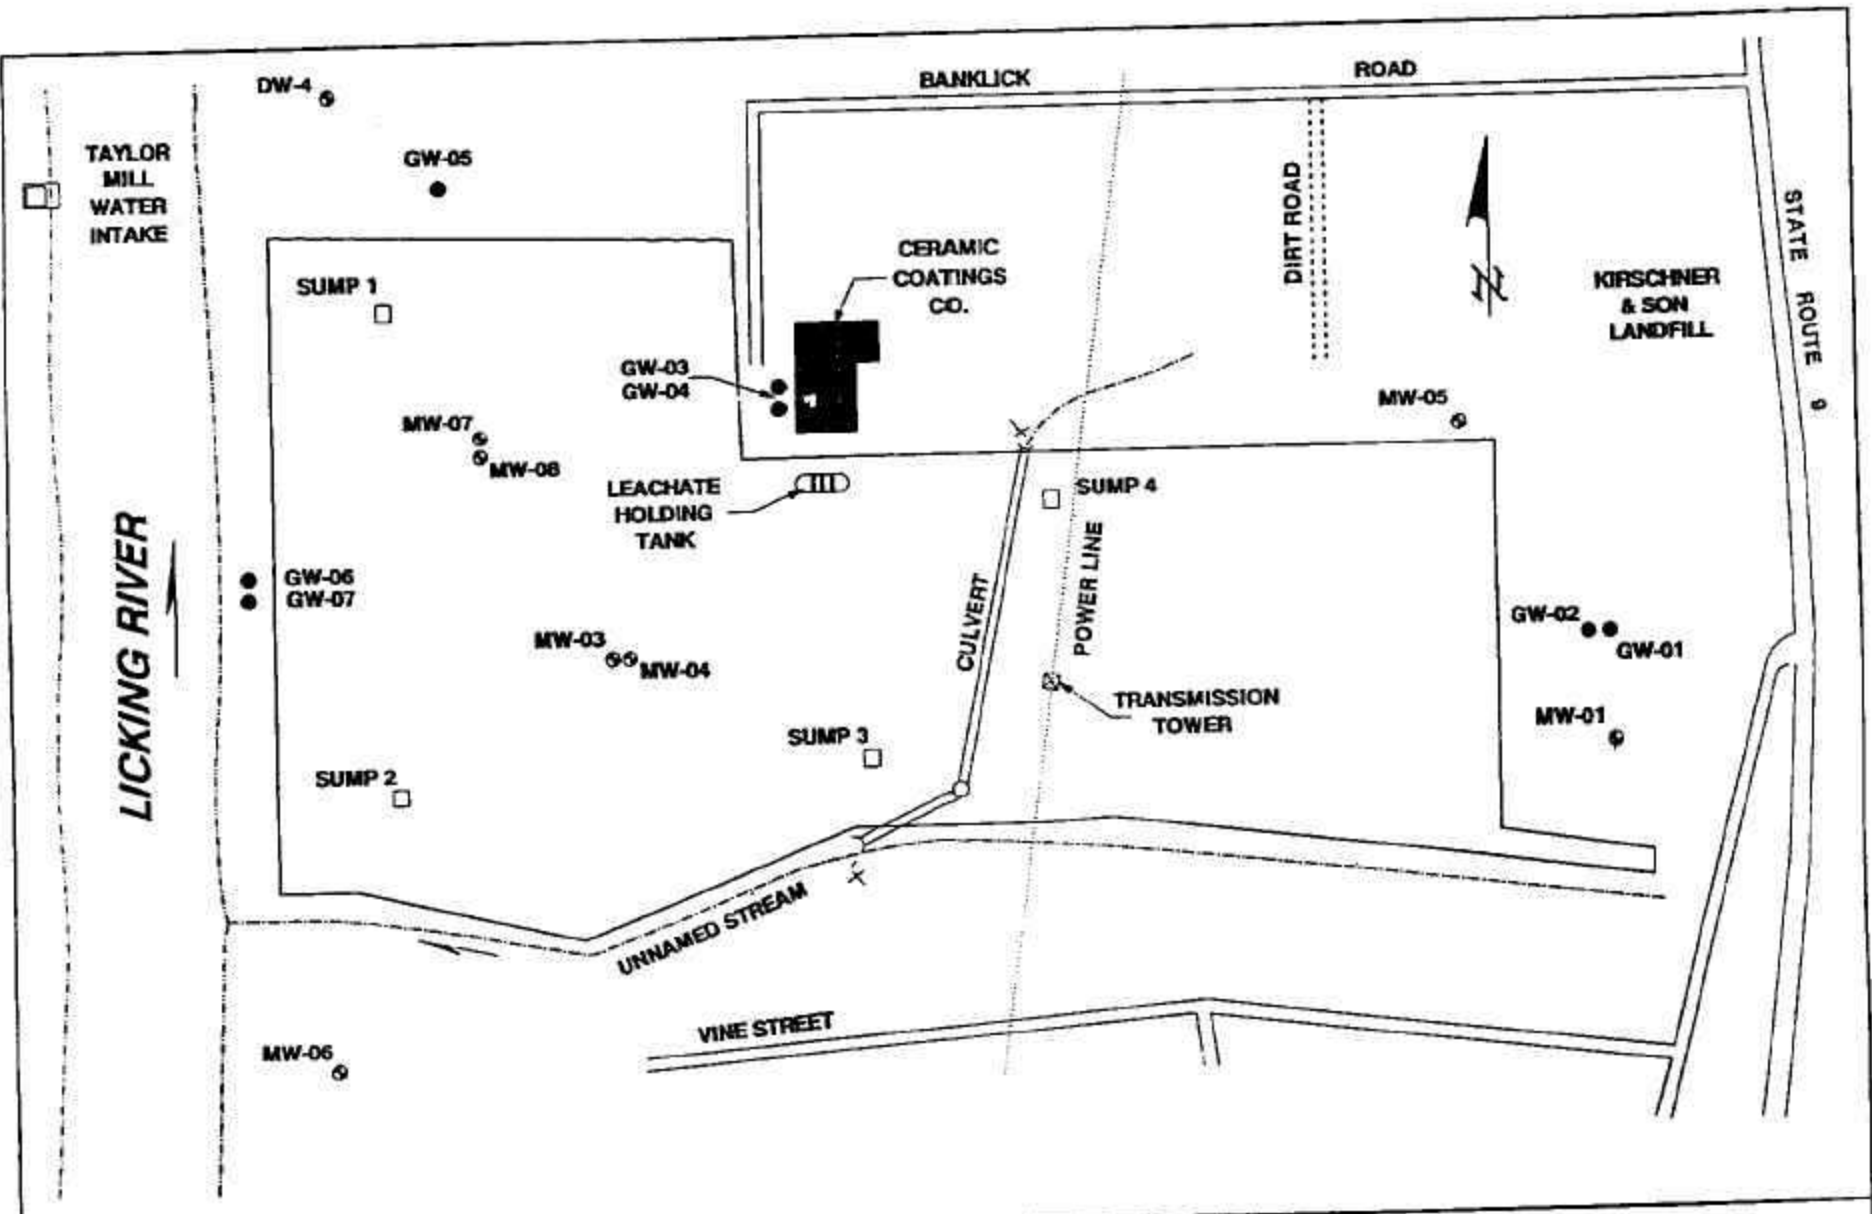 BANKLICK ROAD
DW-4
TAYLOR
MILL
WATER
INTAKE
GW-05
DIRT ROAD
STATE ROUTE 9
CERAMIC
COATINGS
CO.
KIRSCHNER
& SON
LANDFILL
N
SUMP 1
GW-03
GW-04
MW-05
MW-07
MW-08
LEACHATE
HOLDING
TANK
SUMP 4
LICKING RIVER
GW-06
GW-07
CULVERT
POWER LINE
GW-02
GW-01
MW-03
MW-04
TRANSMISSION
TOWER
MW-01
SUMP 3
SUMP 2
UNNAMED STREAM
VINE STREET
MW-06